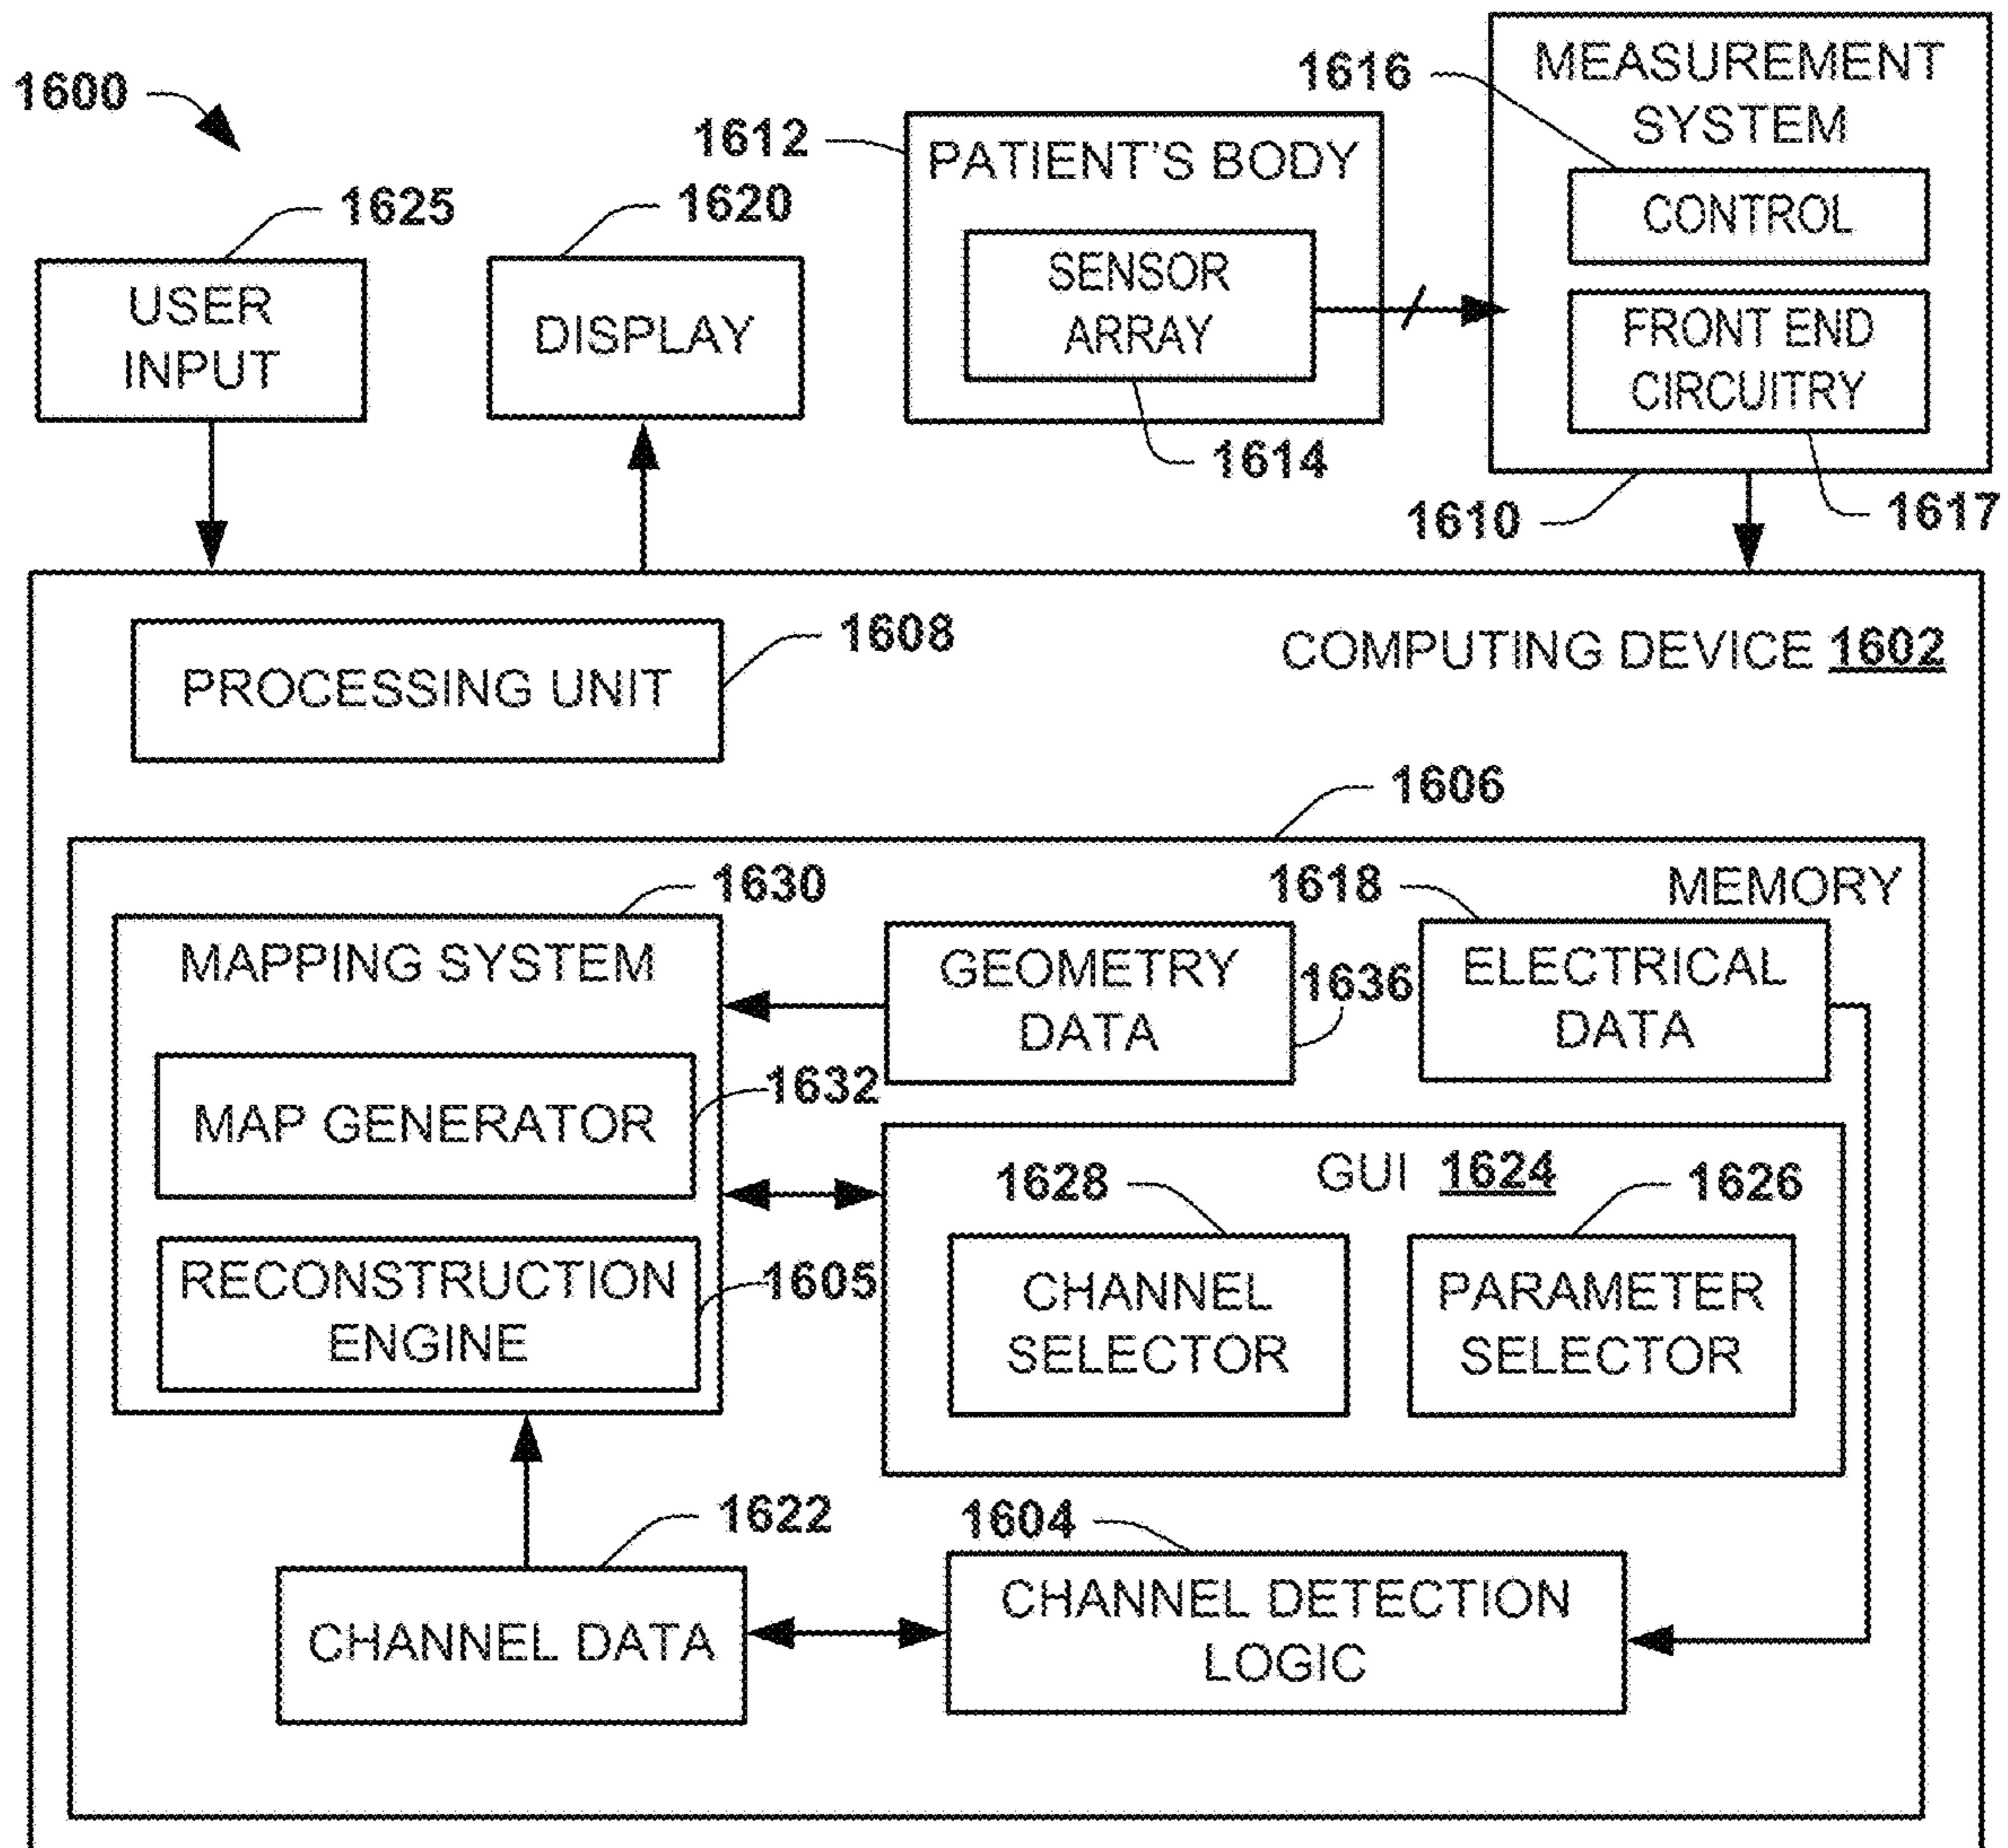 1600
1625
USER
INPUT
1620
DISPLAY
1612
PATIENT'S BODY
SENSOR
ARRAY
1614
1616
MEASUREMENT
SYSTEM
CONTROL
FRONT END
CIRCUITRY
1610
1617
PROCESSING UNIT
1608
COMPUTING DEVICE 1602
1606
MEMORY
1630
MAPPING SYSTEM
MAP GENERATOR
1632
RECONSTRUCTION
ENGINE
1605
GEOMETRY
DATA
1636
1618
ELECTRICAL
DATA
GUI 1624
1628
CHANNEL
SELECTOR
1626
PARAMETER
SELECTOR
1622
CHANNEL DATA
1604
CHANNEL DETECTION
LOGIC